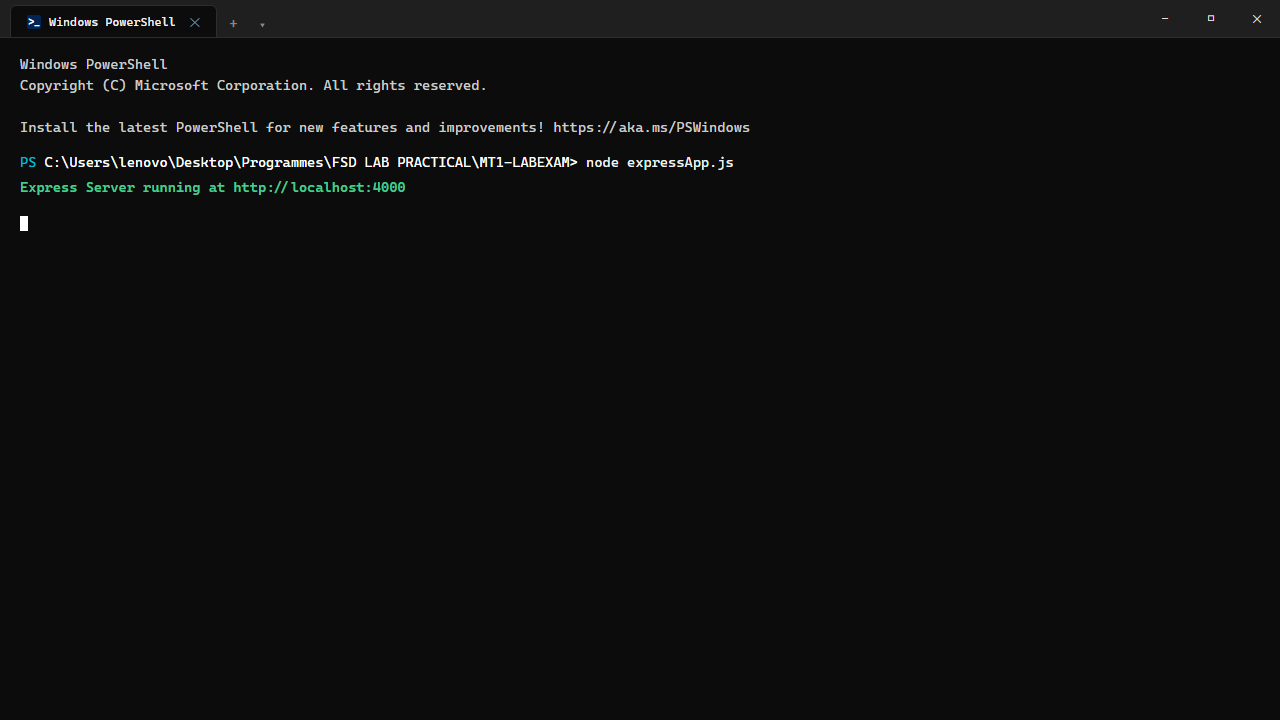 Windows PowerShell
Windows PowerShell
Copyright (C) Microsoft Corporation. All rights reserved.
Install the latest PowerShell for new features and improvements! https://aka.ms/PSWindows
PS C:\Users\lenovo\Desktop\Programmes\FSD LAB PRACTICAL\MT1-LABEXAM> node expressApp.js
Express Server running at http://localhost:4000